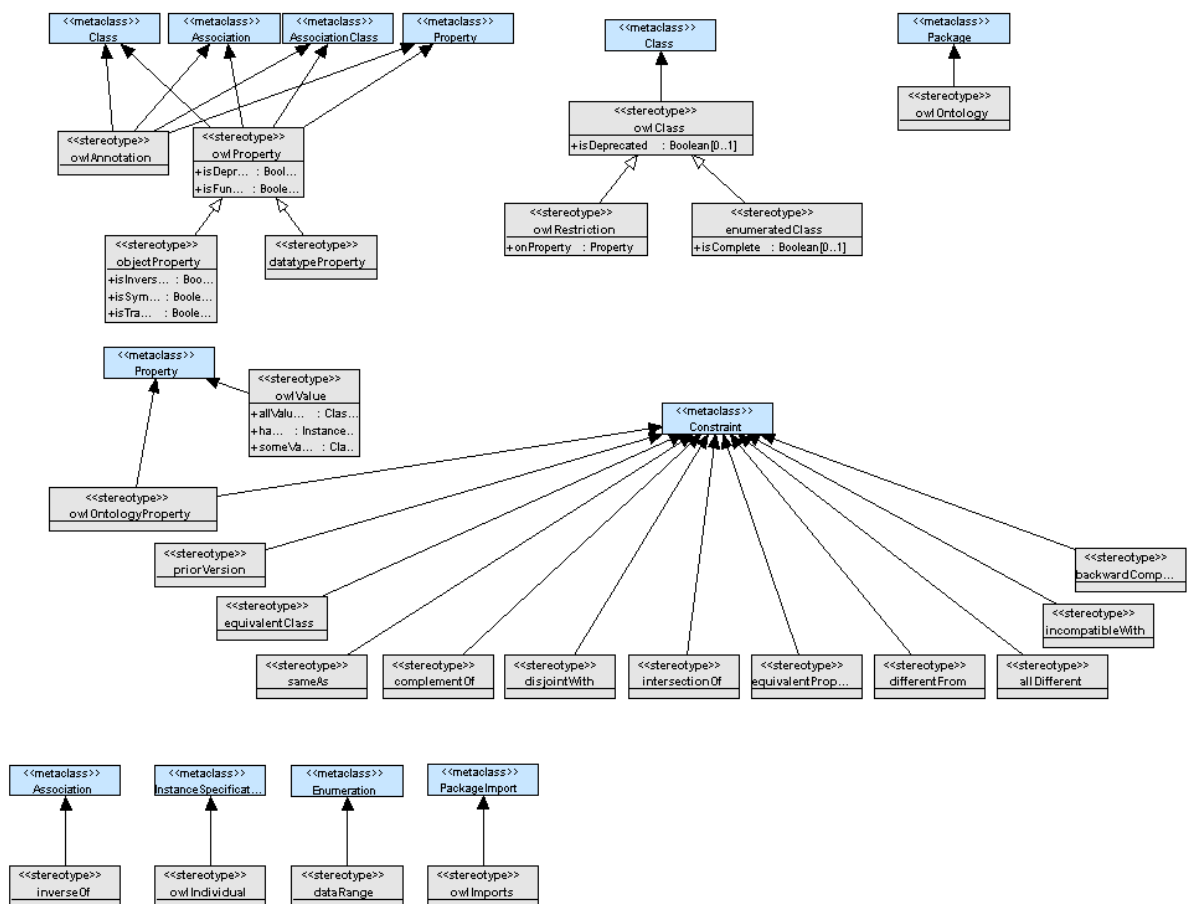 <<metaclass>>
Class
<<metaclass>>
Association
<<metaclass>>
AssociationClass
<<metaclass>>
Property
<<metaclass>>
Class
<<metaclass>>
Package
<<stereotype>>
owlAnnotation
<<stereotype>>
owlProperty
+isDepr... : Bool...
+isFun... : Boole...
<<stereotype>>
owlClass
+isDeprecated : Boolean[0..1]
<<stereotype>>
owlOntology
<<stereotype>>
objectProperty
+isInvers... : Boo...
+isSym... : Boole...
+isTra... : Boole...
<<stereotype>>
datatypeProperty
<<stereotype>>
owlRestriction
+onProperty : Property
<<stereotype>>
enumeratedClass
+isComplete : Boolean[0..1]
<<metaclass>>
Property
<<stereotype>>
owlValue
+allValu... : Clas...
+ha... : Instance...
+someVa... : Cla...
<<metaclass>>
Constraint
<<stereotype>>
owlOntologyProperty
<<stereotype>>
priorVersion
<<stereotype>>
equivalentClass
<<stereotype>>
sameAs
<<stereotype>>
complementOf
<<stereotype>>
disjointWith
<<stereotype>>
intersectionOf
<<stereotype>>
equivalentProp...
<<stereotype>>
differentFrom
<<stereotype>>
allDifferent
<<stereotype>>
incompatibleWith
<<stereotype>>
backwardComp...
<<metaclass>>
Association
<<metaclass>>
InstanceSpecificat...
<<metaclass>>
Enumeration
<<metaclass>>
PackageImport
<<stereotype>>
inverseOf
<<stereotype>>
owlIndividual
<<stereotype>>
dataRange
<<stereotype>>
owlImports